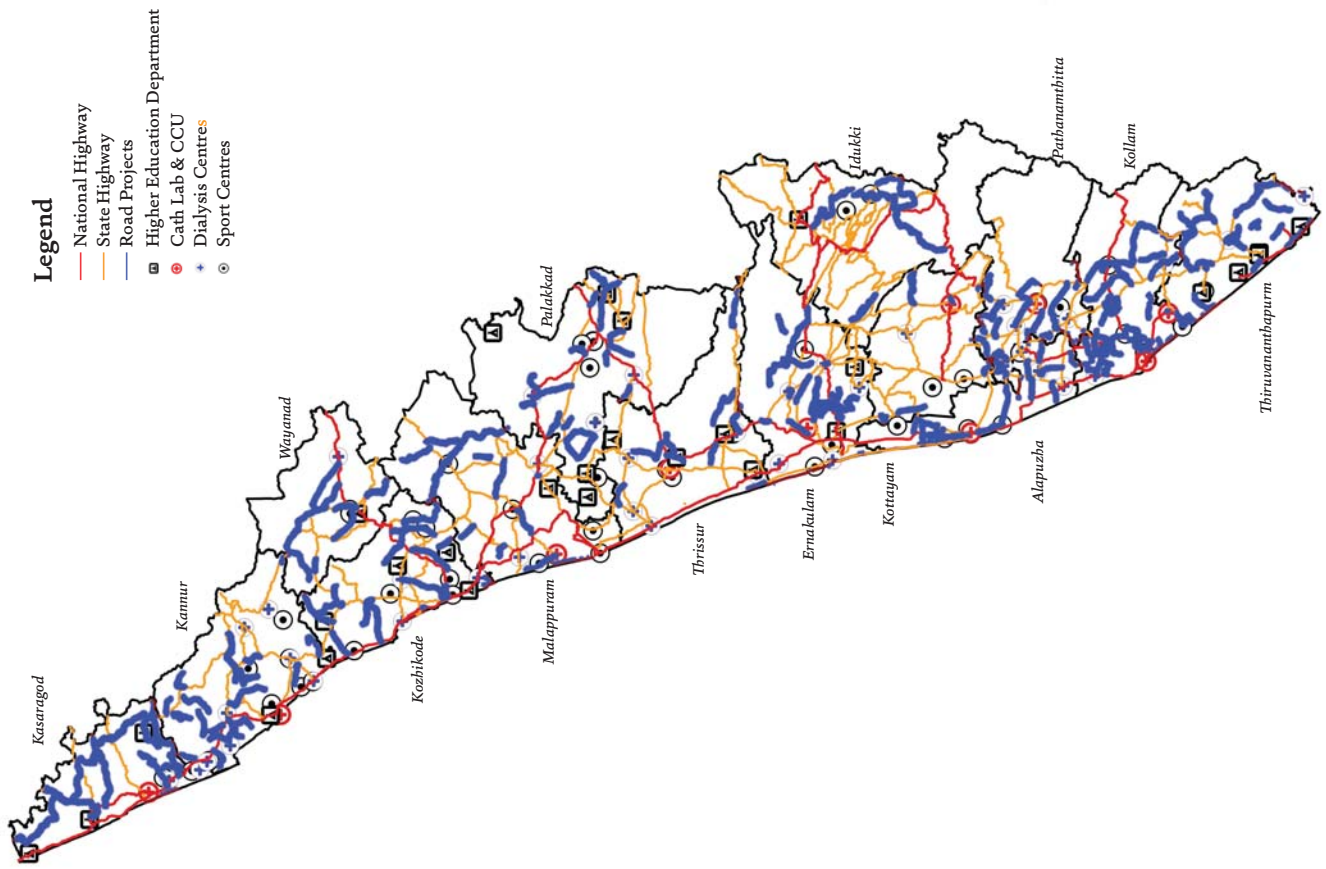 Legend
National Highway
State Highway
Road Projects
Higher Education Department
Cath Lab & CCU
Dialysis Centres
Sport Centres
Kasaragod
Kannur
Wayanad
Kozhikode
Malappuram
Palakkad
Thrissur
Ernakulam
Idukki
Kottayam
Alapuzha
Pathanamthitta
Kollam
Thiruvananthapurm